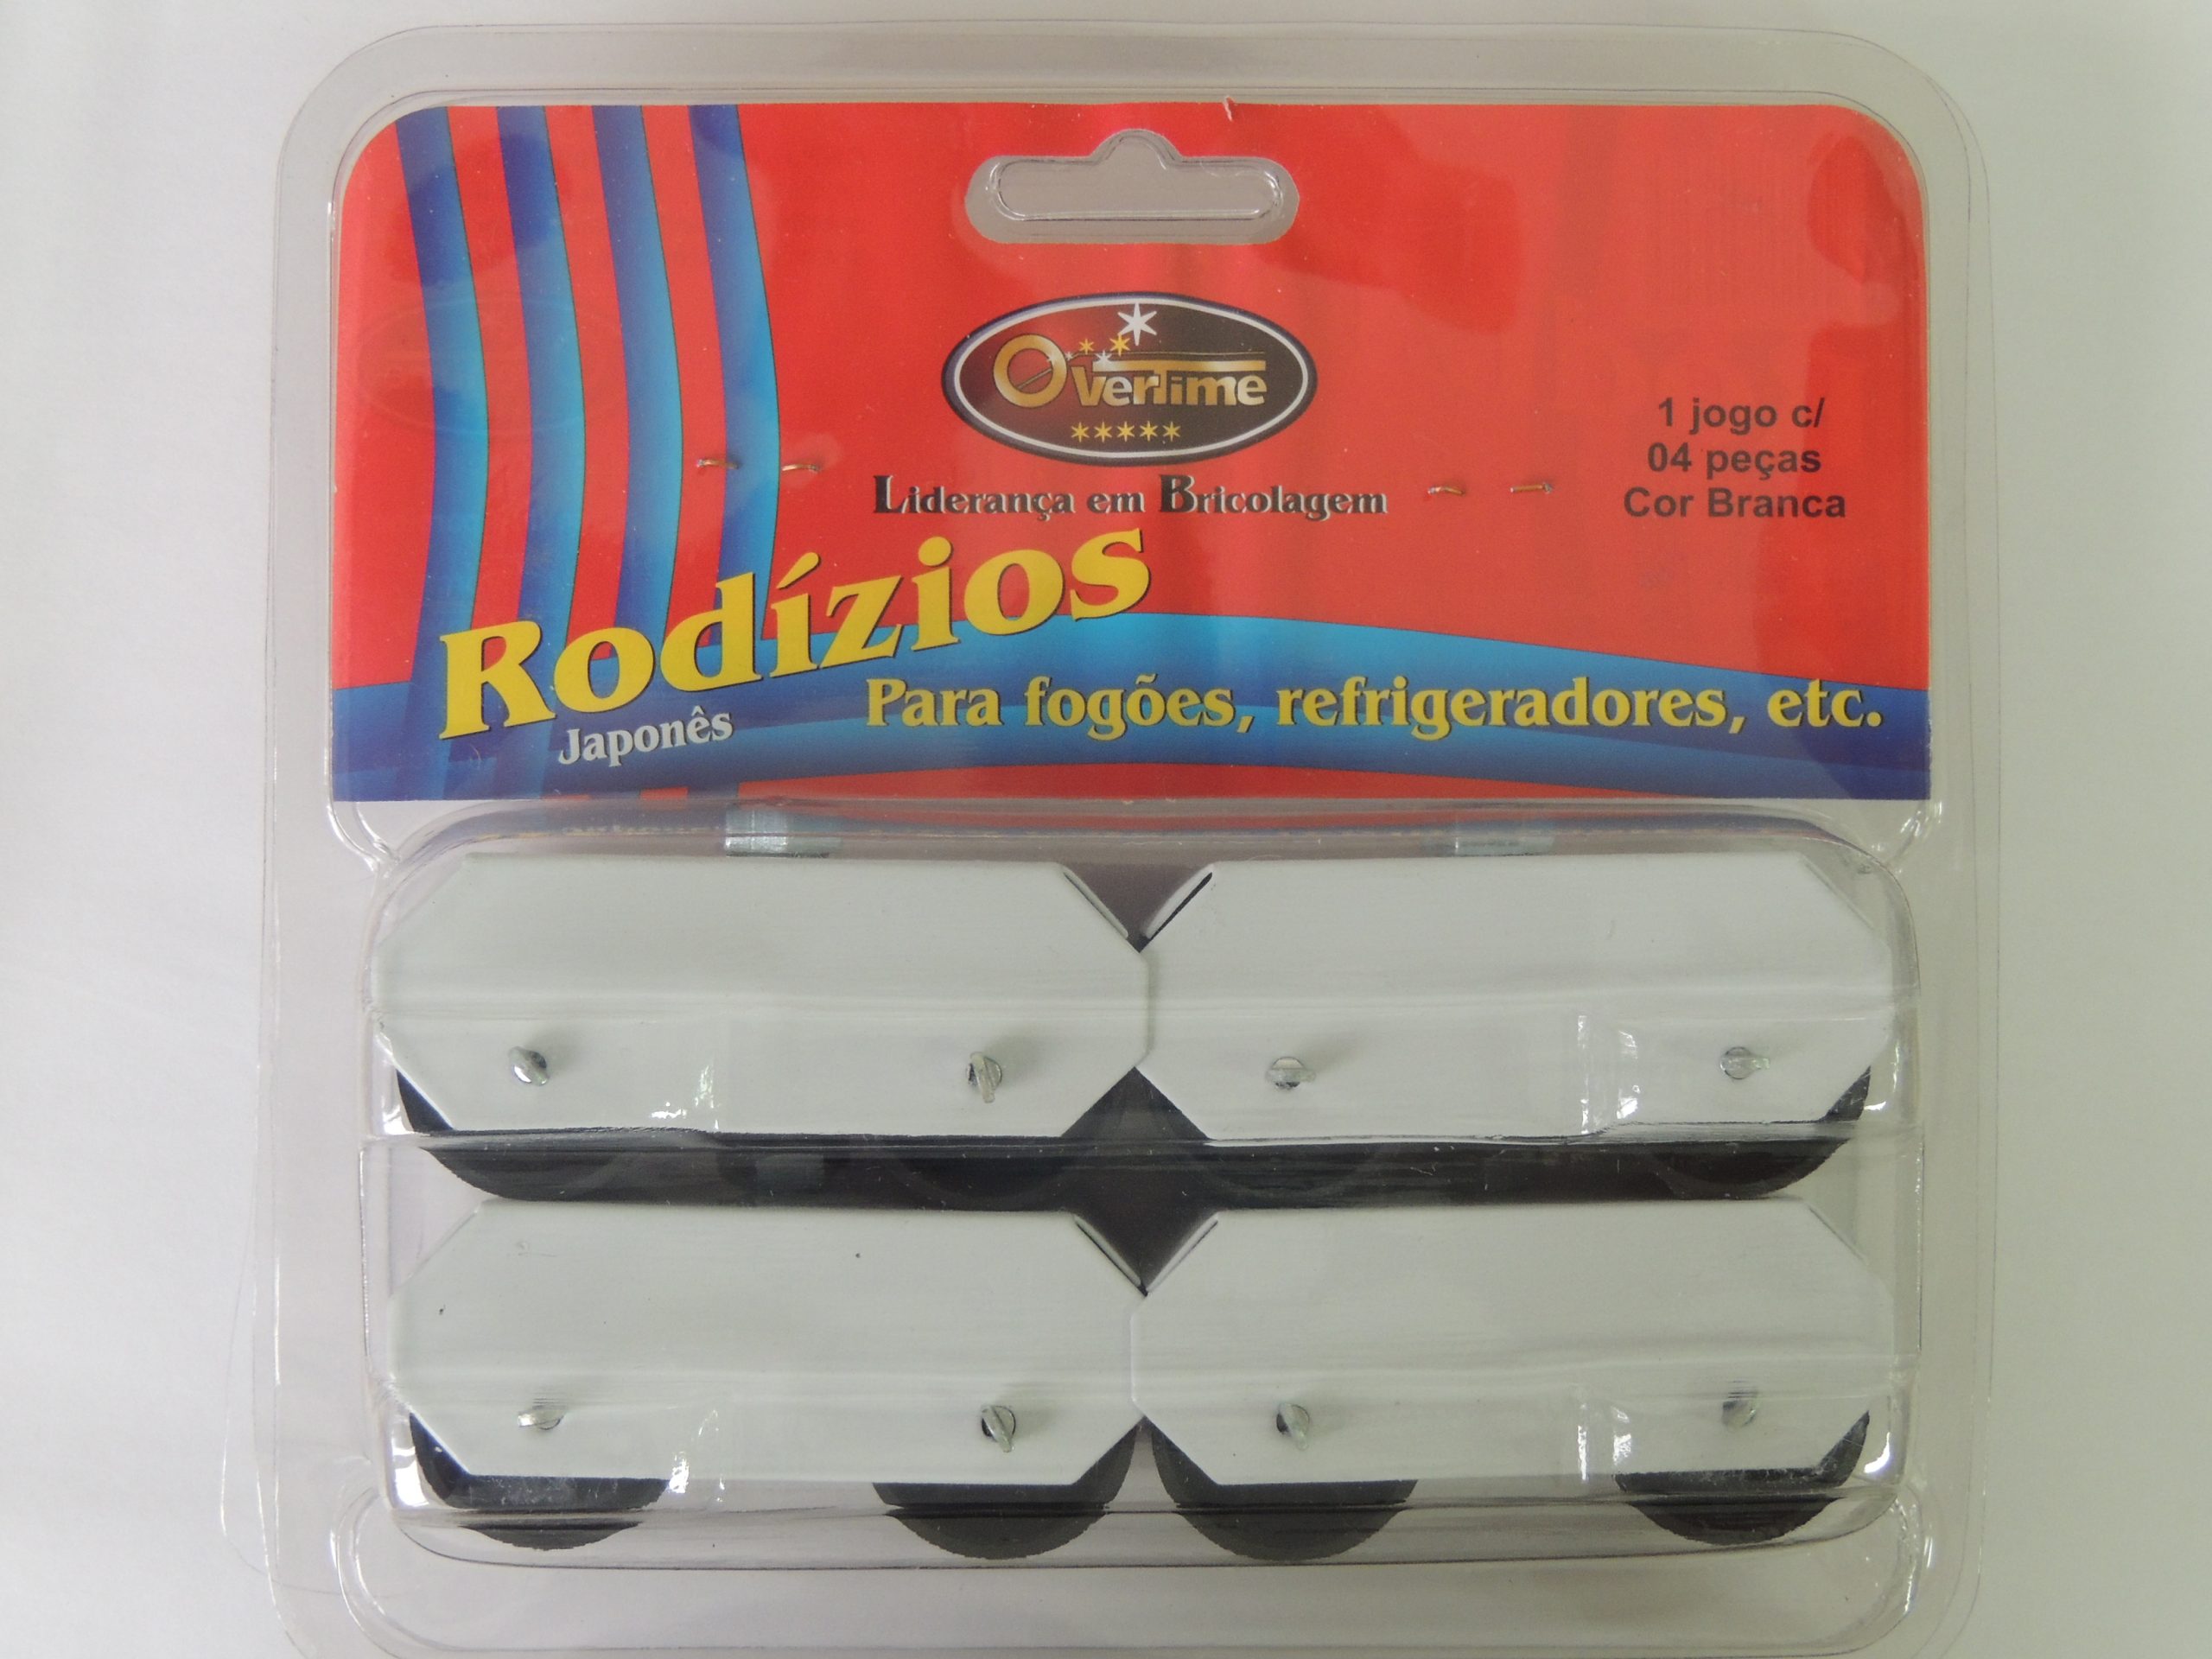 OverTime
Liderança em Bricolagem
1 jogo c/
04 peças
Cor Branca
Rodízios
Japonês
Para fogões, refrigeradores, etc.